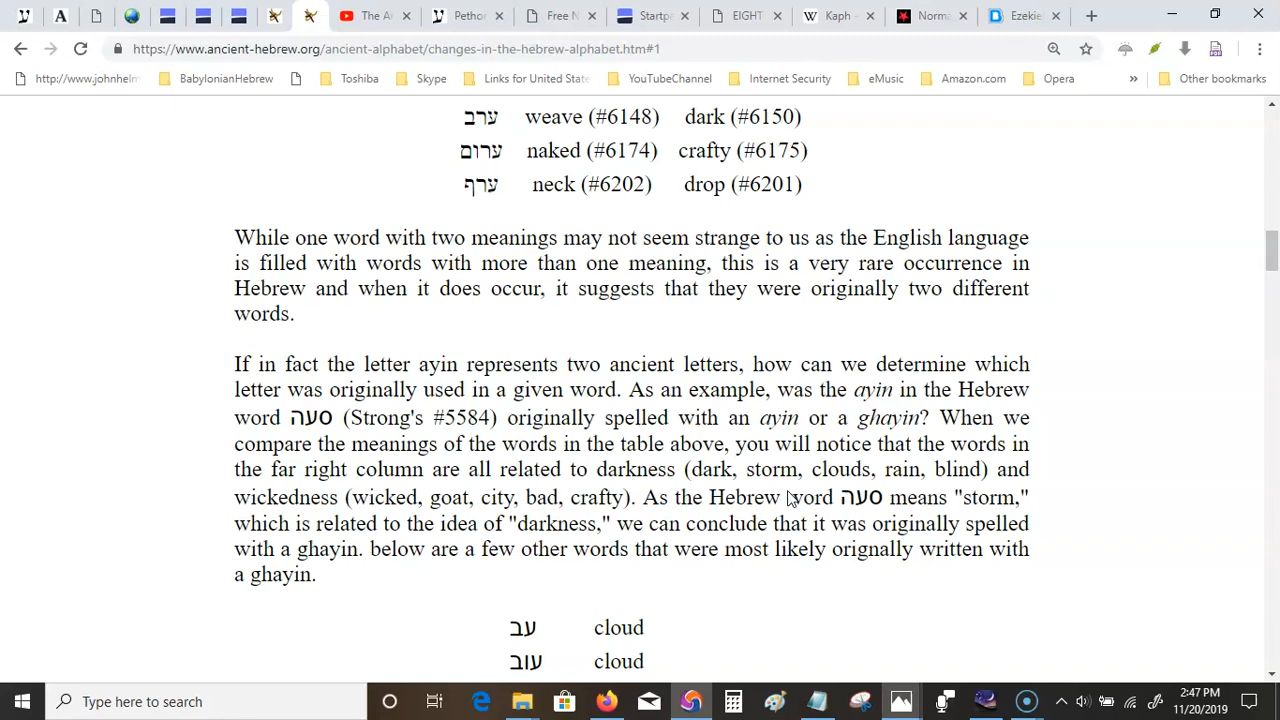 The A
Pethor
Free N
Startp
EIGHT
Kaph -
Norma
Ezekie
https://www.ancient-hebrew.org/ancient-alphabet/changes-in-the-hebrew-alphabet.htm#1
http://www.johnhelm BabylonianHebrew Toshiba Skype Links for United State YouTubeChannel Internet Security eMusic Amazon.com Opera » Other bookmarks
ערב weave (#6148) dark (#6150)
ערום naked (#6174) crafty (#6175)
ערף neck (#6202) drop (#6201)
While one word with two meanings may not seem strange to us as the English language
is filled with words with more than one meaning, this is a very rare occurrence in
Hebrew and when it does occur, it suggests that they were originally two different
words.
If in fact the letter ayin represents two ancient letters, how can we determine which
letter was originally used in a given word. As an example, was the ayin in the Hebrew
word סעה (Strong's #5584) originally spelled with an ayin or a ghayin? When we
compare the meanings of the words in the table above, you will notice that the words in
the far right column are all related to darkness (dark, storm, clouds, rain, blind) and
wickedness (wicked, goat, city, bad, crafty). As the Hebrew word סעה means "storm,"
which is related to the idea of "darkness," we can conclude that it was originally spelled
with a ghayin. below are a few other words that were most likely orignally written with
a ghayin.
עב cloud
עוב cloud
Type here to search
2:47 PM
11/20/2019